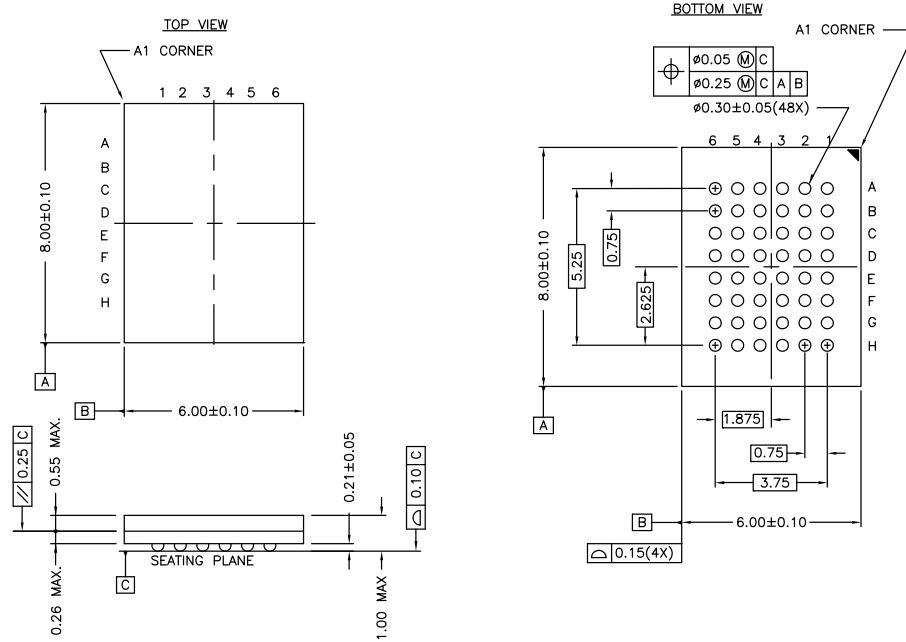 TOP VIEW
A1 CORNER
1 2 3 4 5 6
A
B
C
D
E
F
G
H
8.00±0.10
A
B
6.00±0.10
BOTTOM VIEW
A1 CORNER
ø0.05 Ⓜ C
ø0.25 Ⓜ C A B
ø0.30±0.05(48X)
6 5 4 3 2 1
A
B
C
D
E
F
G
H
8.00±0.10
5.25
0.75
2.625
A
1.875
0.75
3.75
B
6.00±0.10
⌓ 0.15(4X)
// 0.25 C
0.55 MAX.
0.21±0.05
⌓ 0.10 C
SEATING PLANE
C
0.26 MAX.
1.00 MAX.